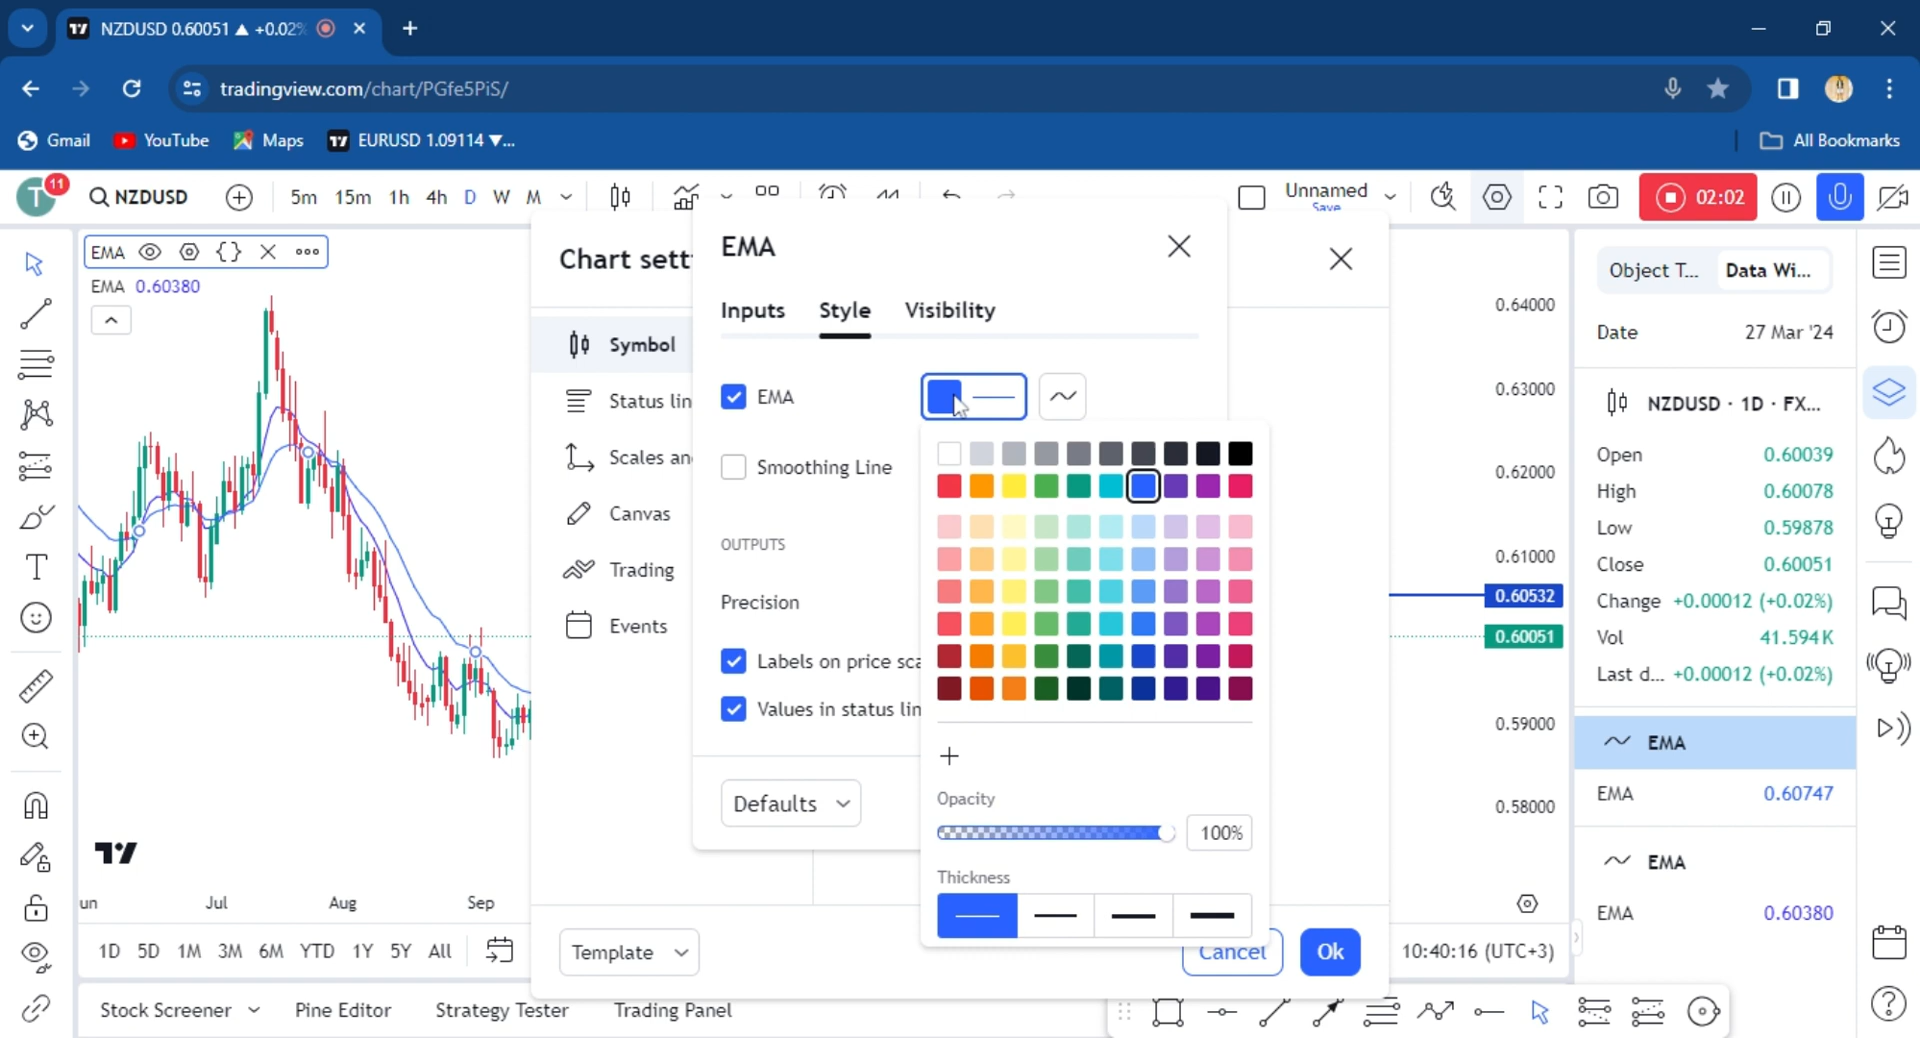 NZDUSD 0.60051 ▲ +0.02%
tradingview.com/chart/PGfe5PiS/
Gmail
YouTube
Maps
EURUSD 1.09114 ▼...
All Bookmarks
T
11
NZDUSD
5m 15m 1h 4h D W M
Unnamed
Save
02:02
EMA
EMA 0.60380
Chart sett
EMA
Inputs Style Visibility
Symbol
Status lin
Scales an
Canvas
Trading
Events
EMA
Smoothing Line
OUTPUTS
Precision
Labels on price sca
Values in status lin
Defaults
Opacity
100%
Thickness
Template
Cancel
Ok
0.64000
0.63000
0.62000
0.61000
0.60532
0.60051
0.59000
0.58000
Object T...
Data Wi...
Date 27 Mar '24
NZDUSD · 1D · FX...
Open 0.60039
High 0.60078
Low 0.59878
Close 0.60051
Change +0.00012 (+0.02%)
Vol 41.594K
Last d... +0.00012 (+0.02%)
EMA
EMA 0.60747
EMA
EMA 0.60380
un Jul Aug Sep
1D 5D 1M 3M 6M YTD 1Y 5Y All
10:40:16 (UTC+3)
Stock Screener Pine Editor Strategy Tester Trading Panel